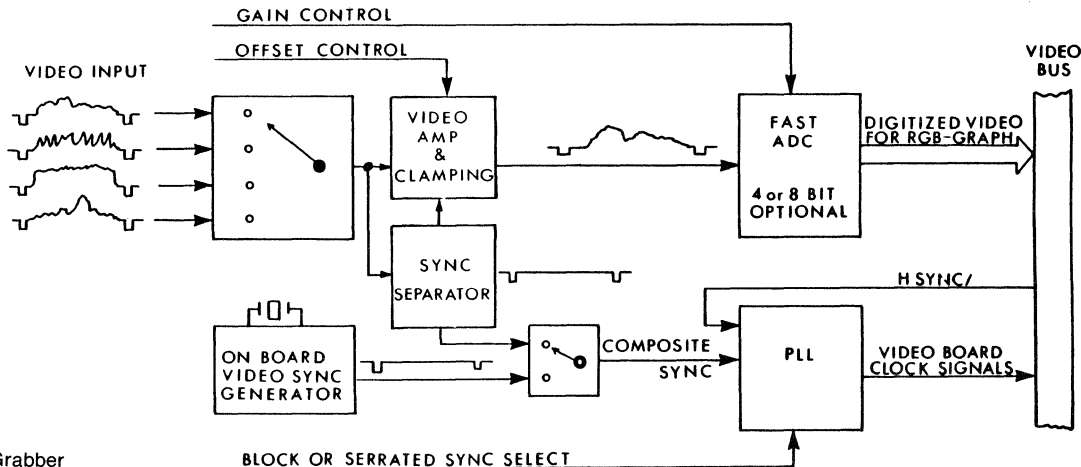 GAIN CONTROL
OFFSET CONTROL
VIDEO INPUT
VIDEO
BUS
VIDEO
AMP
&
CLAMPING
FAST
ADC
4 or 8 BIT
OPTIONAL
DIGITIZED VIDEO
FOR RGB-GRAPH
SYNC
SEPARATOR
H SYNC/
ON BOARD
VIDEO SYNC
GENERATOR
COMPOSITE
SYNC
PLL
VIDEO BOARD
CLOCK SIGNALS
Grabber
BLOCK OR SERRATED SYNC SELECT